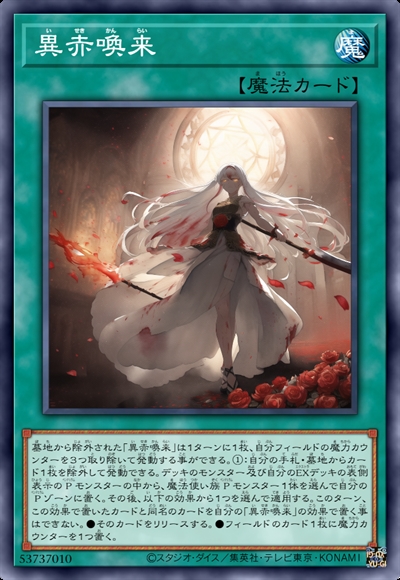 異赤喚来
魔
【魔法カード】
墓地から除外された「異赤喚来」は1ターンに1枚、自分フィールドの魔力カウ
ンターを3つ取り除いて発動する事ができる。①:自分の手札・墓地からカー
ド1枚を除外して発動できる。デッキのモンスター及び自分のEXデッキの表側
表示のPモンスターの中から、魔法使い族Pモンスター1体を選んで自分の
Pゾーンに置く。その後、以下の効果から1つを選んで適用する。このターン、
この効果で置いたカードと同名のカードを自分の「異赤喚来」の効果で置く事
はできない。●そのカードをリリースする。●フィールドのカード1枚に魔力カ
ウンターを1つ置く。
53737010
©スタジオ・ダイス/集英社・テレビ東京・KONAMI